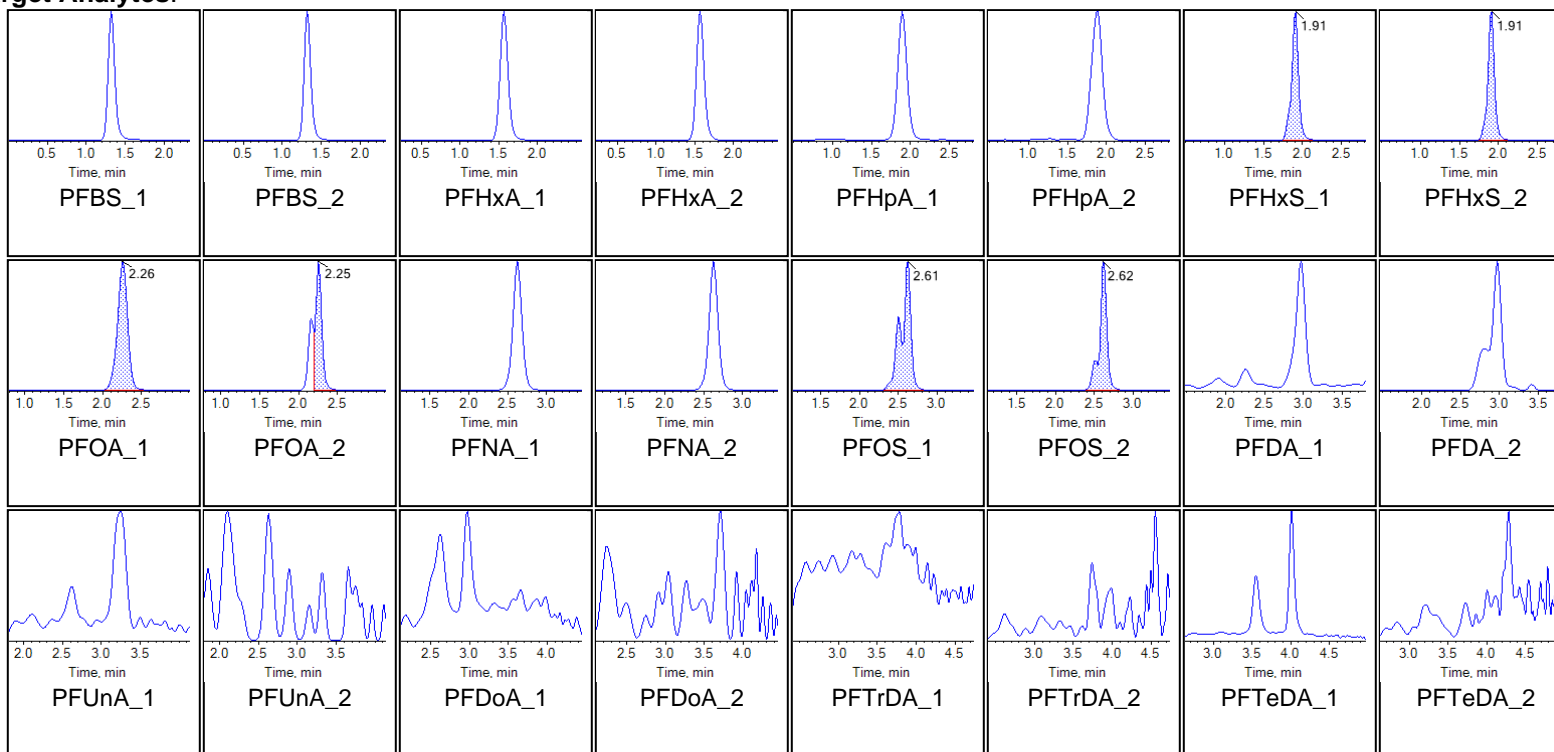 rget Analytes:
1.91 1.91
0.5 1.0 1.5 2.0 0.5 1.0 1.5 2.0 0.5 1.0 1.5 2.0 0.5 1.0 1.5 2.0 1.0 1.5 2.0 2.5 1.0 1.5 2.0 2.5 1.0 1.5 2.0 2.5 1.0 1.5 2.0 2.5
Time, min Time, min Time, min Time, min Time, min Time, min Time, min Time, min
PFBS_1 PFBS_2 PFHxA_1 PFHxA_2 PFHpA_1 PFHpA_2 PFHxS_1 PFHxS_2
2.26 2.25 2.61 2.62
1.0 1.5 2.0 2.5 1.0 1.5 2.0 2.5 1.5 2.0 2.5 3.0 1.5 2.0 2.5 3.0 1.5 2.0 2.5 3.0 1.5 2.0 2.5 3.0 2.0 2.5 3.0 3.5 2.0 2.5 3.0 3.5
Time, min Time, min Time, min Time, min Time, min Time, min Time, min Time, min
PFOA_1 PFOA_2 PFNA_1 PFNA_2 PFOS_1 PFOS_2 PFDA_1 PFDA_2
2.0 2.5 3.0 3.5 2.0 2.5 3.0 3.5 2.5 3.0 3.5 4.0 2.5 3.0 3.5 4.0 3.0 3.5 4.0 4.5 3.0 3.5 4.0 4.5 3.0 3.5 4.0 4.5 3.0 3.5 4.0 4.5
Time, min Time, min Time, min Time, min Time, min Time, min Time, min Time, min
PFUnA_1 PFUnA_2 PFDoA_1 PFDoA_2 PFTrDA_1 PFTrDA_2 PFTeDA_1 PFTeDA_2